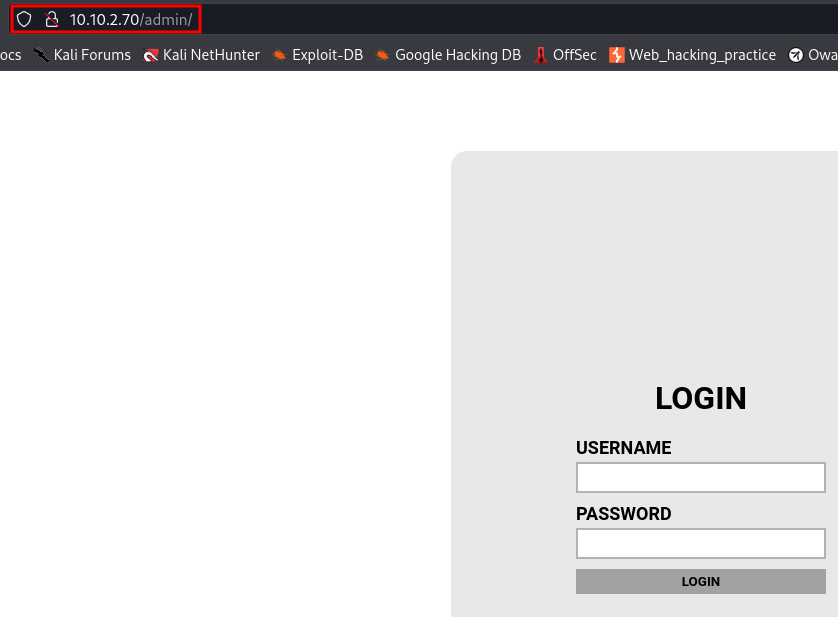 10.10.2.70/admin/
ocs Kali Forums Kali NetHunter Exploit-DB Google Hacking DB OffSec Web_hacking_practice Owa
LOGIN
USERNAME
PASSWORD
LOGIN